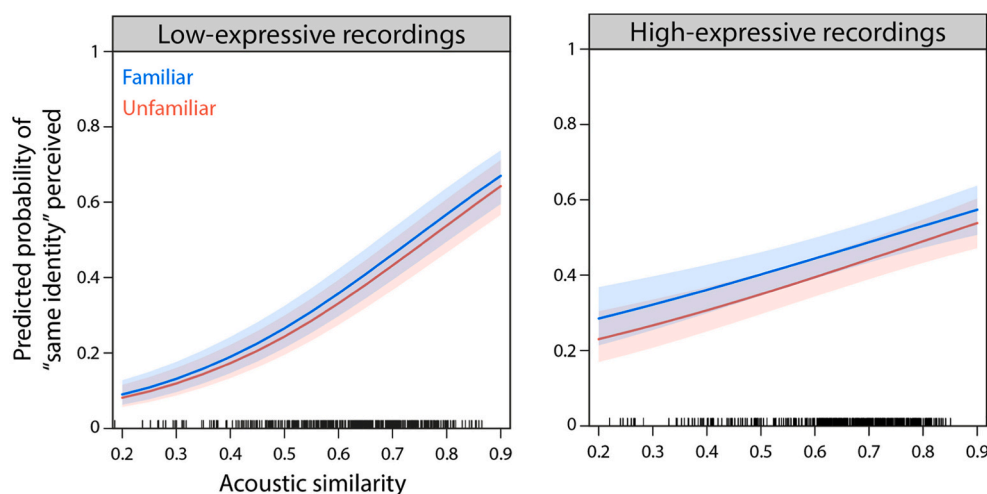 Low-expressive recordings
High-expressive recordings
Familiar
Unfamiliar
Predicted probability of
“same identity” perceived
1
0.8
0.6
0.4
0.2
0
0.2 0.3 0.4 0.5 0.6 0.7 0.8 0.9
Acoustic similarity
1
0.8
0.6
0.4
0.2
0
0.2 0.3 0.4 0.5 0.6 0.7 0.8 0.9